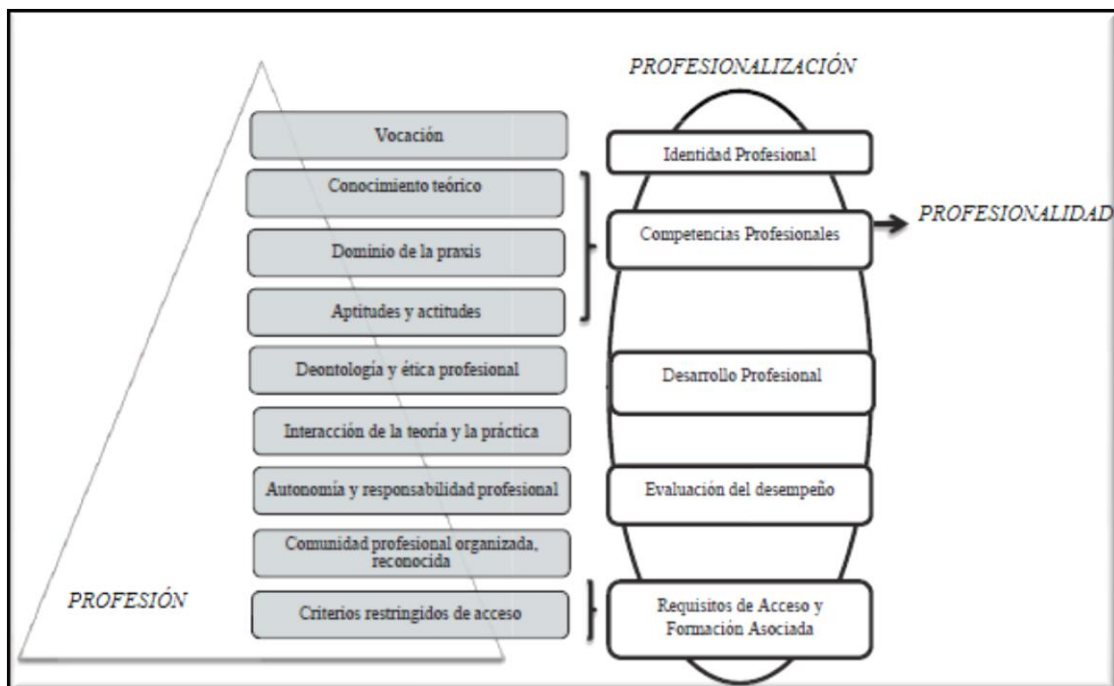 PROFESIONALIZACIÓN
Vocación
Identidad Profesional
Conocimiento teórico
PROFESIONALIDAD
Competencias Profesionales
Dominio de la praxis
Aptitudes y actitudes
Deontología y ética profesional
Desarrollo Profesional
Interacción de la teoría y la práctica
Autonomía y responsabilidad profesional
Evaluación del desempeño
Comunidad profesional organizada,
reconocida
PROFESIÓN
Criterios restringidos de acceso
Requisitos de Acceso y
Formación Asociada